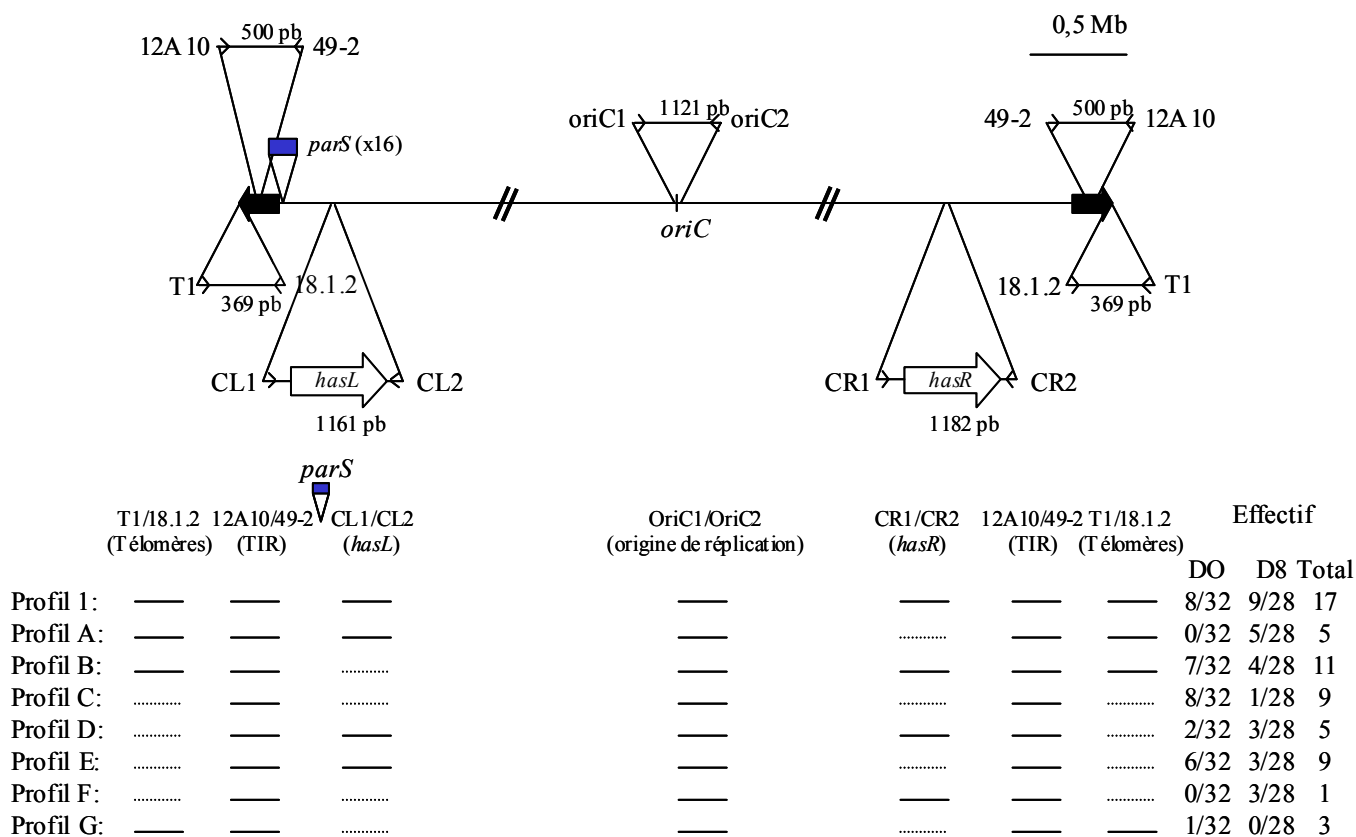 0,5 Mb
12A10 500 pb 49-2
parS (x16)
oriC1 1121 pb oriC2
49-2 500 pb 12A10
oriC
T1 369 pb 18.1.2
18.1.2 369 pb T1
CL1 hasL CL2
1161 pb
CR1 hasR CR2
1182 pb
parS
T1/18.1.2 12A10/49-2 CL1/CL2 OriC1/OriC2 CR1/CR2 12A10/49-2 T1/18.1.2 Effectif
(Télomères) (TIR) (hasL) (origine de réplication) (hasR) (TIR) (Télomères)
DO D8 Total
Profil 1: 8/32 9/28 17
Profil A: 0/32 5/28 5
Profil B: 7/32 4/28 11
Profil C: 8/32 1/28 9
Profil D: 2/32 3/28 5
Profil E: 6/32 3/28 9
Profil F: 0/32 3/28 1
Profil G: 1/32 0/28 3